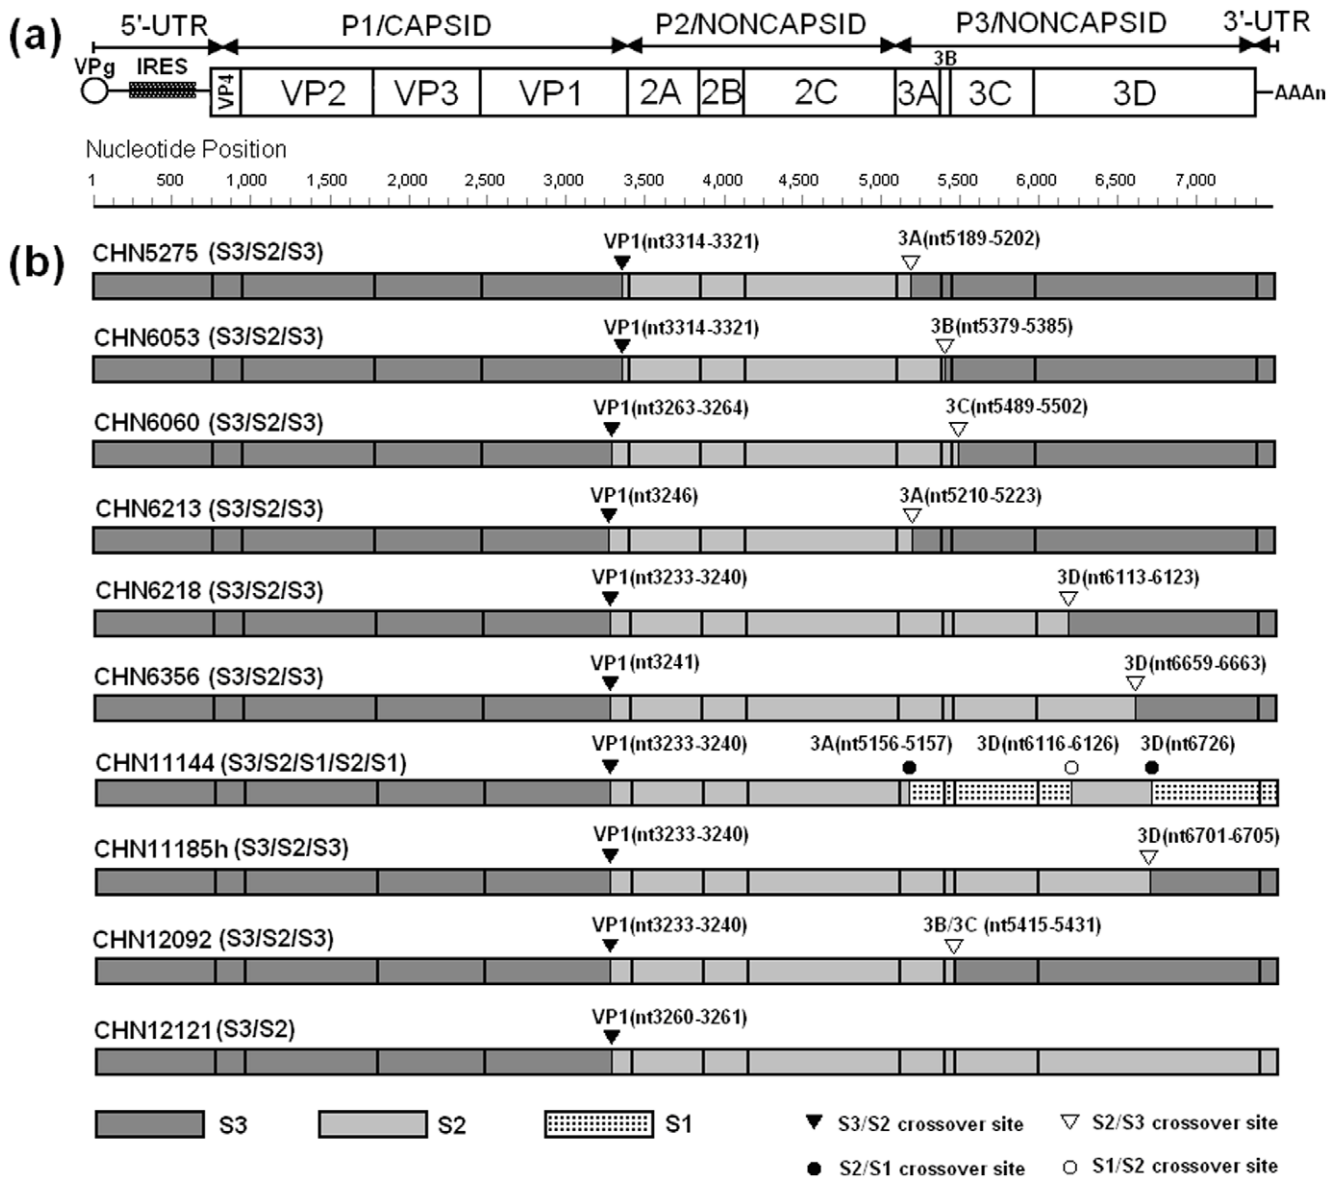 (a) 5'-UTR P1/CAPSID P2/NONCAPSID P3/NONCAPSID 3'-UTR
VPg IRES 3B
VP4 VP2 VP3 VP1 2A 2B 2C 3A 3C 3D AAAn
Nucleotide Position
1 500 1,000 1,500 2,000 2,500 3,000 3,500 4,000 4,500 5,000 5,500 6,000 6,500 7,000
(b) CHN5275 (S3/S2/S3) VP1(nt3314-3321) 3A(nt5189-5202)
CHN6053 (S3/S2/S3) VP1(nt3314-3321) 3B(nt5379-5385)
CHN6060 (S3/S2/S3) VP1(nt3263-3264) 3C(nt5489-5502)
CHN6213 (S3/S2/S3) VP1(nt3246) 3A(nt5210-5223)
CHN6218 (S3/S2/S3) VP1(nt3233-3240) 3D(nt6113-6123)
CHN6356 (S3/S2/S3) VP1(nt3241) 3D(nt6659-6663)
CHN11144 (S3/S2/S1/S2/S1) VP1(nt3233-3240) 3A(nt5156-5157) 3D(nt6116-6126) 3D(nt6726)
CHN11185h (S3/S2/S3) VP1(nt3233-3240) 3D(nt6701-6705)
CHN12092 (S3/S2/S3) VP1(nt3233-3240) 3B/3C (nt5415-5431)
CHN12121 (S3/S2) VP1(nt3260-3261)
S3 S2 S1 S3/S2 crossover site S2/S3 crossover site
S2/S1 crossover site S1/S2 crossover site